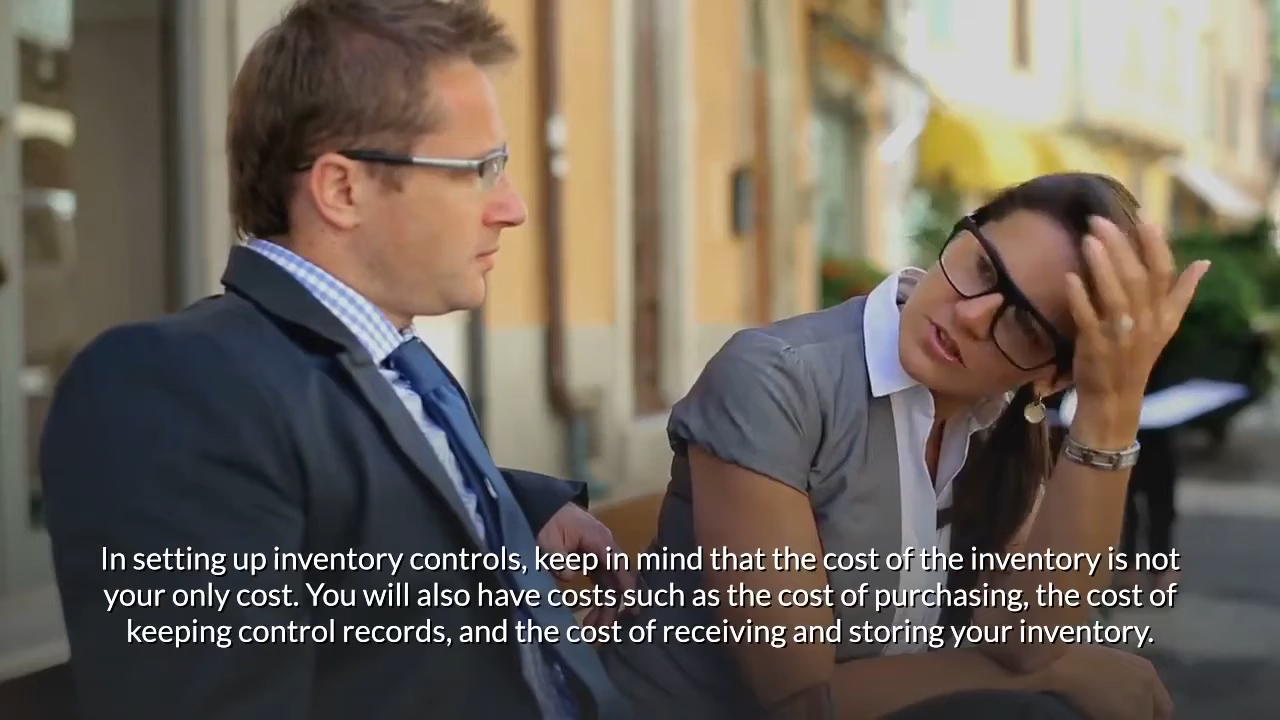 In setting up inventory controls, keep in mind that the cost of the inventory is not
your only cost. You will also have costs such as the cost of purchasing, the cost of
keeping control records, and the cost of receiving and storing your inventory.